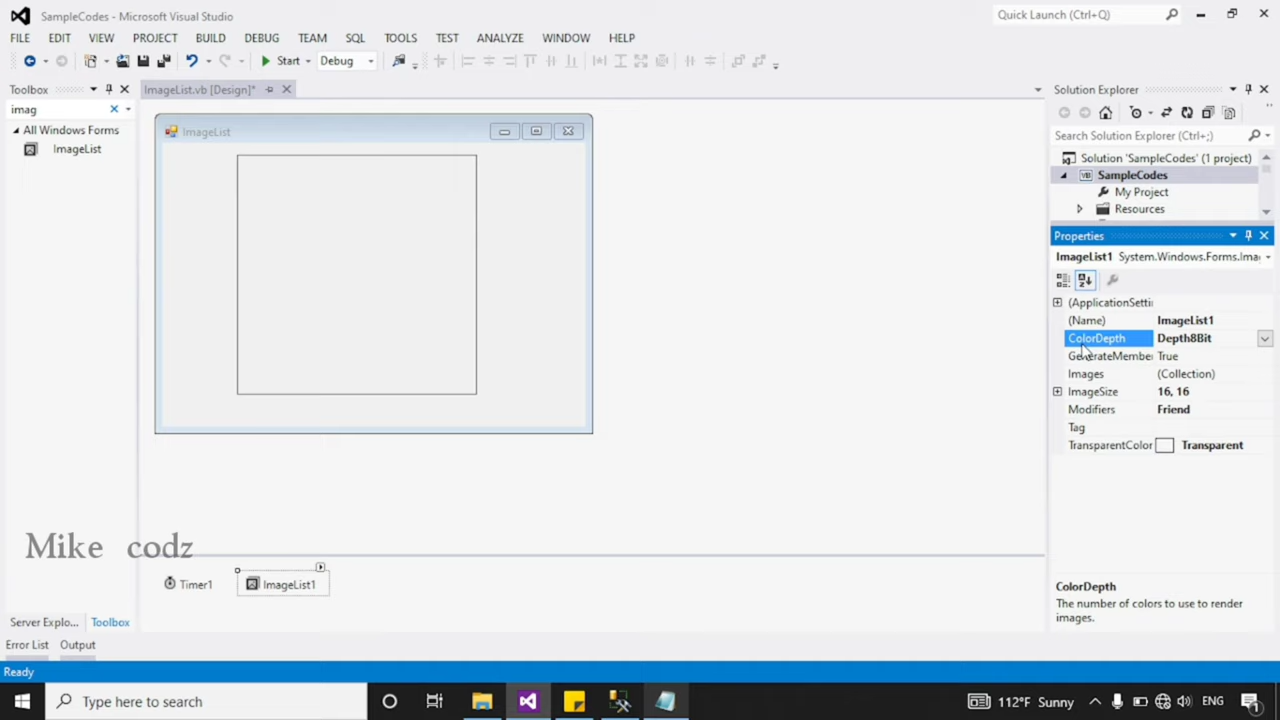 SampleCodes - Microsoft Visual Studio
Quick Launch (Ctrl+Q)
FILE EDIT VIEW PROJECT BUILD DEBUG TEAM SQL TOOLS TEST ANALYZE WINDOW HELP
Start Debug
Toolbox
imag
All Windows Forms
ImageList
ImageList.vb [Design]*
ImageList
Solution Explorer
Search Solution Explorer (Ctrl+;)
Solution 'SampleCodes' (1 project)
VB SampleCodes
My Project
Resources
Properties
ImageList1 System.Windows.Forms.Ima
(ApplicationSetti
(Name) ImageList1
ColorDepth Depth8Bit
GenerateMember True
Images (Collection)
ImageSize 16, 16
Modifiers Friend
Tag
TransparentColor Transparent
Mike codz
Timer1 ImageList1
ColorDepth
The number of colors to use to render
images.
Server Explo... Toolbox
Error List Output
Ready
Type here to search
112°F Sunny ENG 1